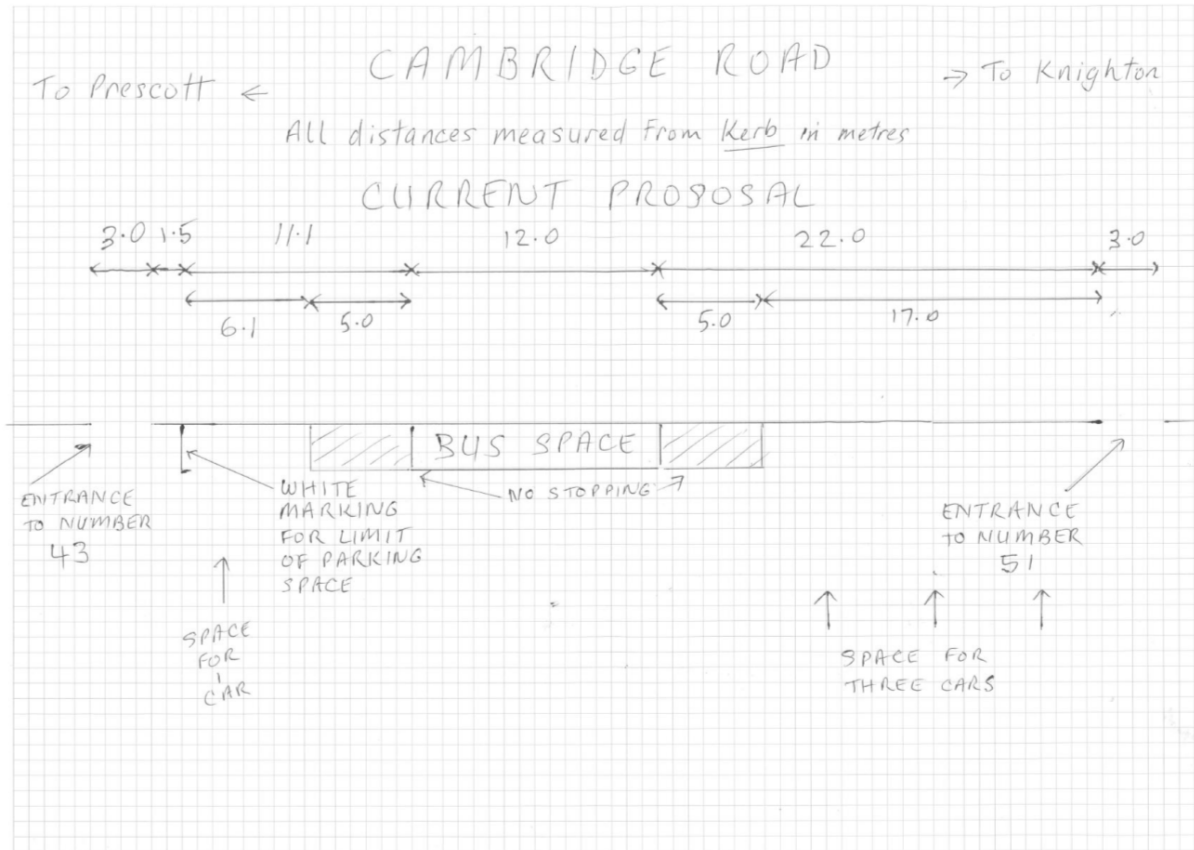 CAMBRIDGE ROAD
To Prescott ←
→ To Knighton
All distances measured from Kerb in metres
CURRENT PROPOSAL
3.0 1.5 11.1 12.0 22.0 3.0
6.1 5.0 5.0 17.0
BUS SPACE
ENTRANCE
TO NUMBER
43
WHITE
MARKING
FOR LIMIT
OF PARKING
SPACE
NO STOPPING
ENTRANCE
TO NUMBER
51
SPACE
FOR
1
CAR
SPACE FOR
THREE CARS